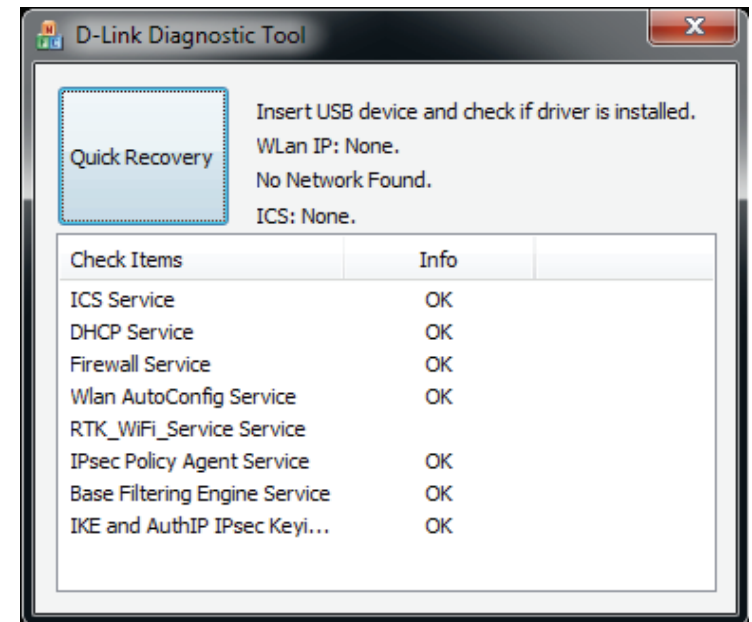 D-Link Diagnostic Tool
Quick Recovery
Insert USB device and check if driver is installed.
WLan IP: None.
No Network Found.
ICS: None.
Check Items Info
ICS Service OK
DHCP Service OK
Firewall Service OK
Wlan AutoConfig Service OK
RTK_WiFi_Service Service
IPsec Policy Agent Service OK
Base Filtering Engine Service OK
IKE and AuthIP IPsec Keyi... OK